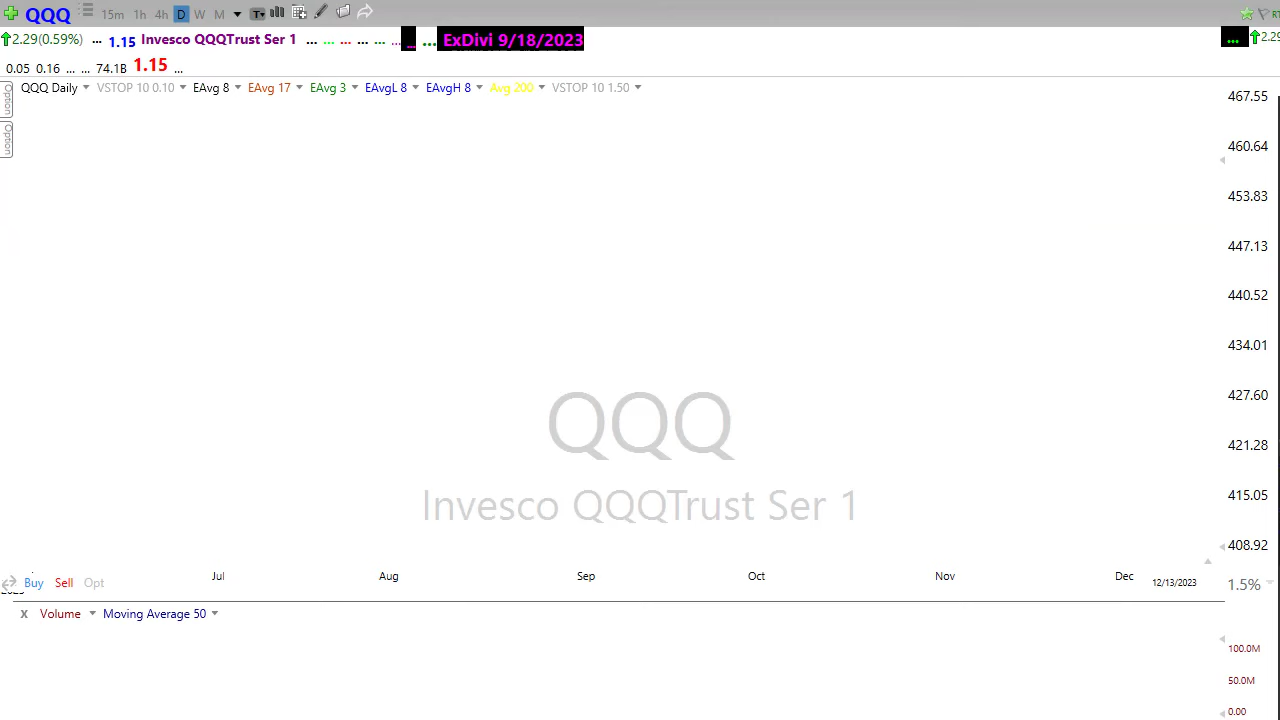 QQQ 15m 1h 4h D W M T
2.29(0.59%) ... 1.15 Invesco QQQTrust Ser 1 ... ... ... ... ... ... ... ... ExDivi 9/18/2023 ...
0.05 0.16 ... ... 74.1B 1.15 ...
QQQ Daily VSTOP 10 0.10 EAvg 8 EAvg 17 EAvg 3 EAvgL 8 EAvgH 8 Avg 200 VSTOP 10 1.50
Option
Option
467.55
460.64
453.83
447.13
440.52
434.01
427.60
421.28
415.05
408.92
QQQ
Invesco QQQTrust Ser 1
Jul Aug Sep Oct Nov Dec 12/13/2023
Buy Sell Opt 1.5%
X Volume Moving Average 50
100.0M
50.0M
0.00